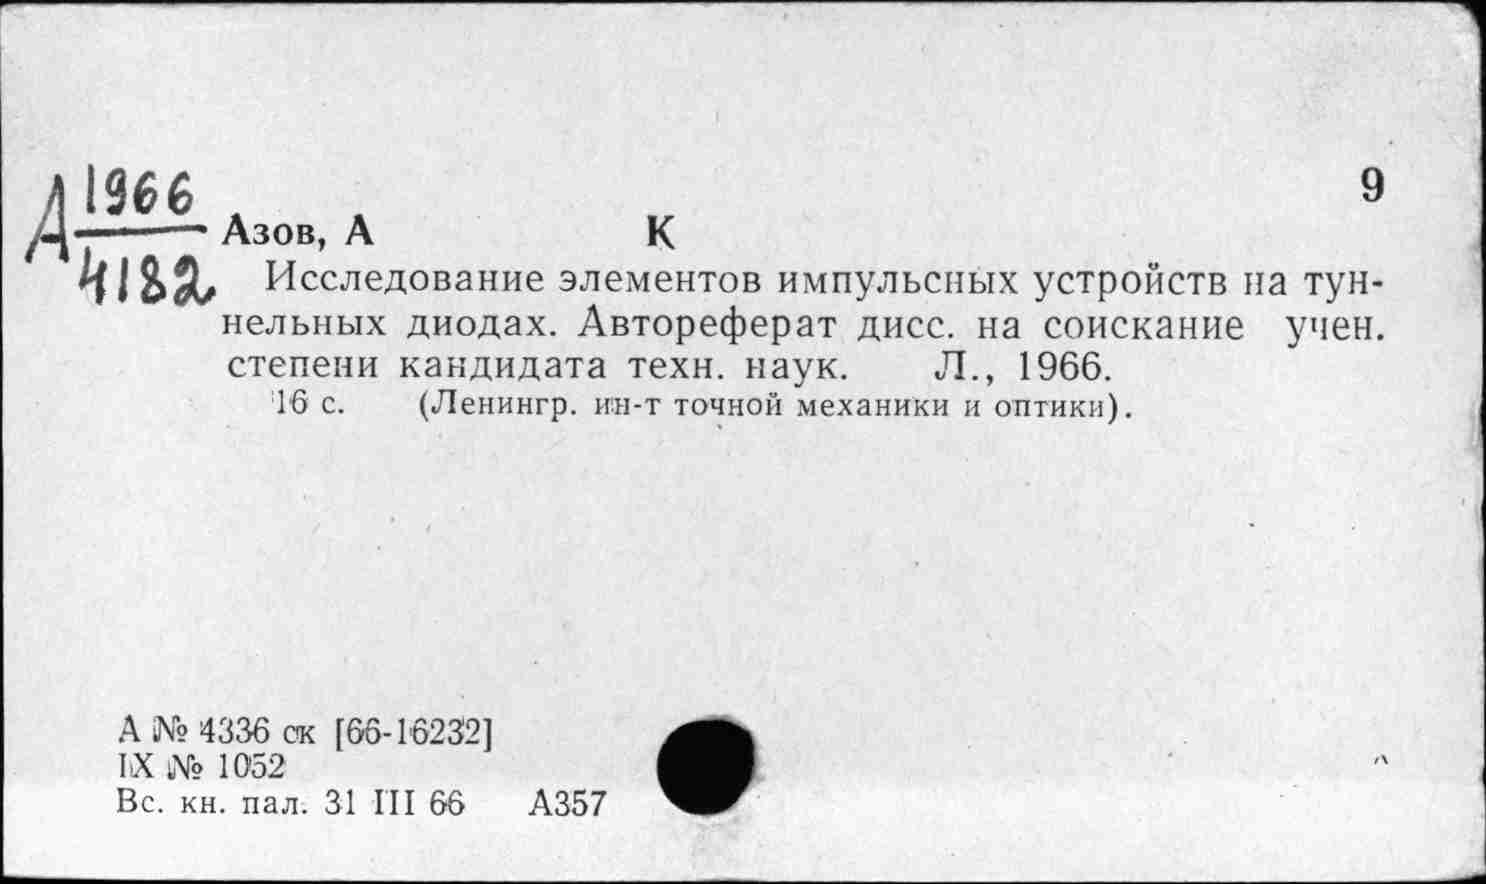 А 1966
4182
9
Азов, А К
Исследование элементов импульсных устройств на тун-
нельных диодах. Автореферат дисс. на соискание учен.
степени кандидата техн. наук. Л., 1966.
16 с. (Ленингр. ин-т точной механики и оптики).
А № 4336 ск [66-16232]
IX № 1052
Вс. кн. пал. 31 III 66 А357